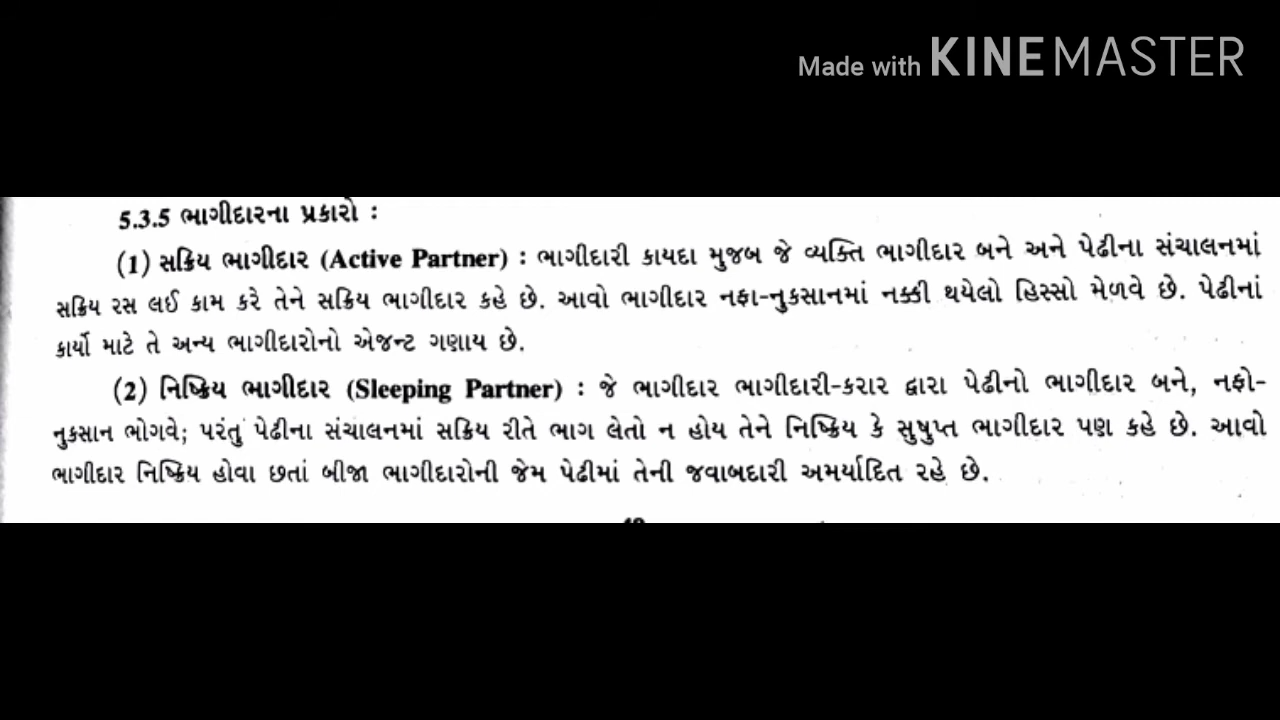 Made with KINEMASTER
5.3.5 ભાગીદારના પ્રકારો :
(1) સક્રિય ભાગીદાર (Active Partner) : ભાગીદારી કાયદા મુજબ જે વ્યક્તિ ભાગીદાર બને અને પેઢીના સંચાલનમાં
સક્રિય રસ લઈ કામ કરે તેને સક્રિય ભાગીદાર કહે છે. આવો ભાગીદાર નફા-નુકસાનમાં નક્કી થયેલો હિસ્સો મેળવે છે. પેઢીનાં
કાર્યો માટે તે અન્ય ભાગીદારોનો એજન્ટ ગણાય છે.
(2) નિષ્ક્રિય ભાગીદાર (Sleeping Partner) : જે ભાગીદાર ભાગીદારી-કરાર દ્વારા પેઢીનો ભાગીદાર બને, નફો-
નુકસાન ભોગવે; પરંતુ પેઢીના સંચાલનમાં સક્રિય રીતે ભાગ લેતો ન હોય તેને નિષ્ક્રિય કે સુષુપ્ત ભાગીદાર પણ કહે છે. આવો
ભાગીદાર નિષ્ક્રિય હોવા છતાં બીજા ભાગીદારોની જેમ પેઢીમાં તેની જવાબદારી અમર્યાદિત રહે છે.